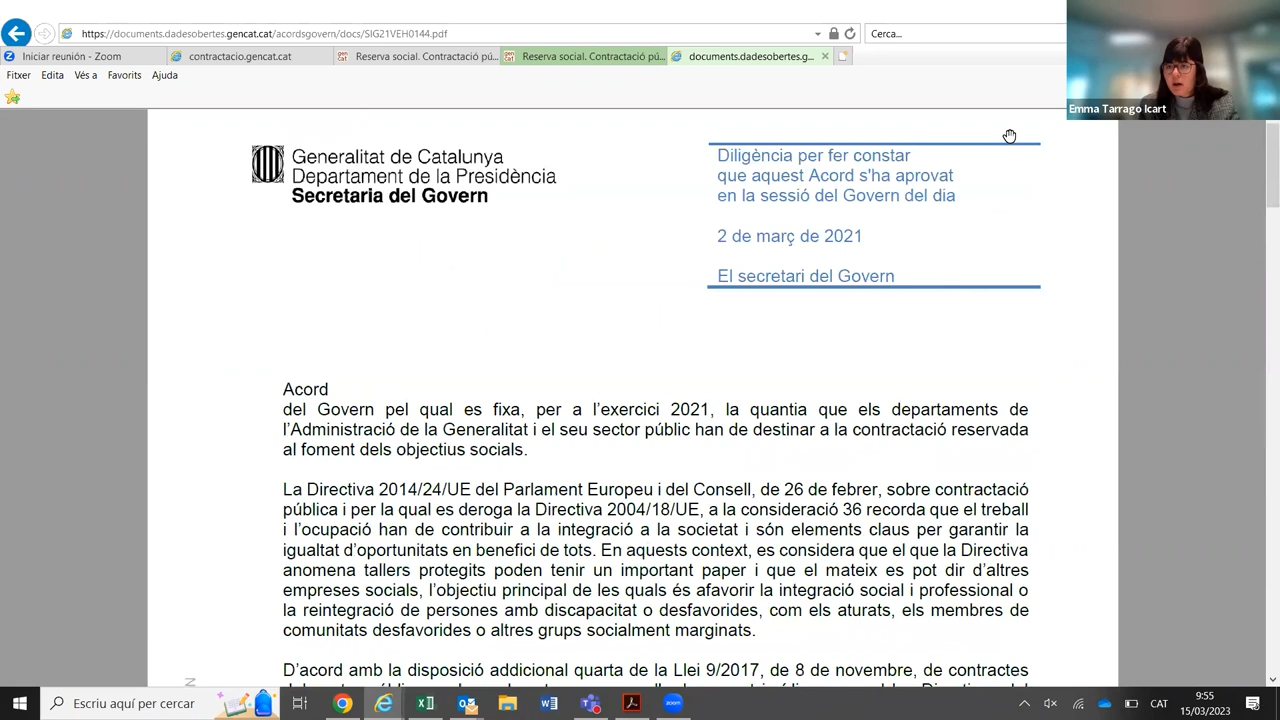 https://documents.dadesobertes.gencat.cat/acordsgovern/docs/SIG21VEH0144.pdf
Cerca...
Iniciar reunión - Zoom
contractacio.gencat.cat
Reserva social. Contractació pú...
Reserva social. Contractació pú...
documents.dadesobertes.g...
Fitxer Edita Vés a Favorits Ajuda
Emma Tarrago Icart
Generalitat de Catalunya
Departament de la Presidència
Secretaria del Govern
Diligència per fer constar
que aquest Acord s'ha aprovat
en la sessió del Govern del dia
2 de març de 2021
El secretari del Govern
Acord
del Govern pel qual es fixa, per a l’exercici 2021, la quantia que els departaments de
l’Administració de la Generalitat i el seu sector públic han de destinar a la contractació reservada
al foment dels objectius socials.
La Directiva 2014/24/UE del Parlament Europeu i del Consell, de 26 de febrer, sobre contractació
pública i per la qual es deroga la Directiva 2004/18/UE, a la consideració 36 recorda que el treball
i l’ocupació han de contribuir a la integració a la societat i són elements claus per garantir la
igualtat d’oportunitats en benefici de tots. En aquests context, es considera que el que la Directiva
anomena tallers protegits poden tenir un important paper i que el mateix es pot dir d’altres
empreses socials, l’objectiu principal de les quals és afavorir la integració social i professional o
la reintegració de persones amb discapacitat o desfavorides, com els aturats, els membres de
comunitats desfavorides o altres grups socialment marginats.
D’acord amb la disposició addicional quarta de la Llei 9/2017, de 8 de novembre, de contractes
Escriu aquí per cercar
CAT
9:55
15/03/2023